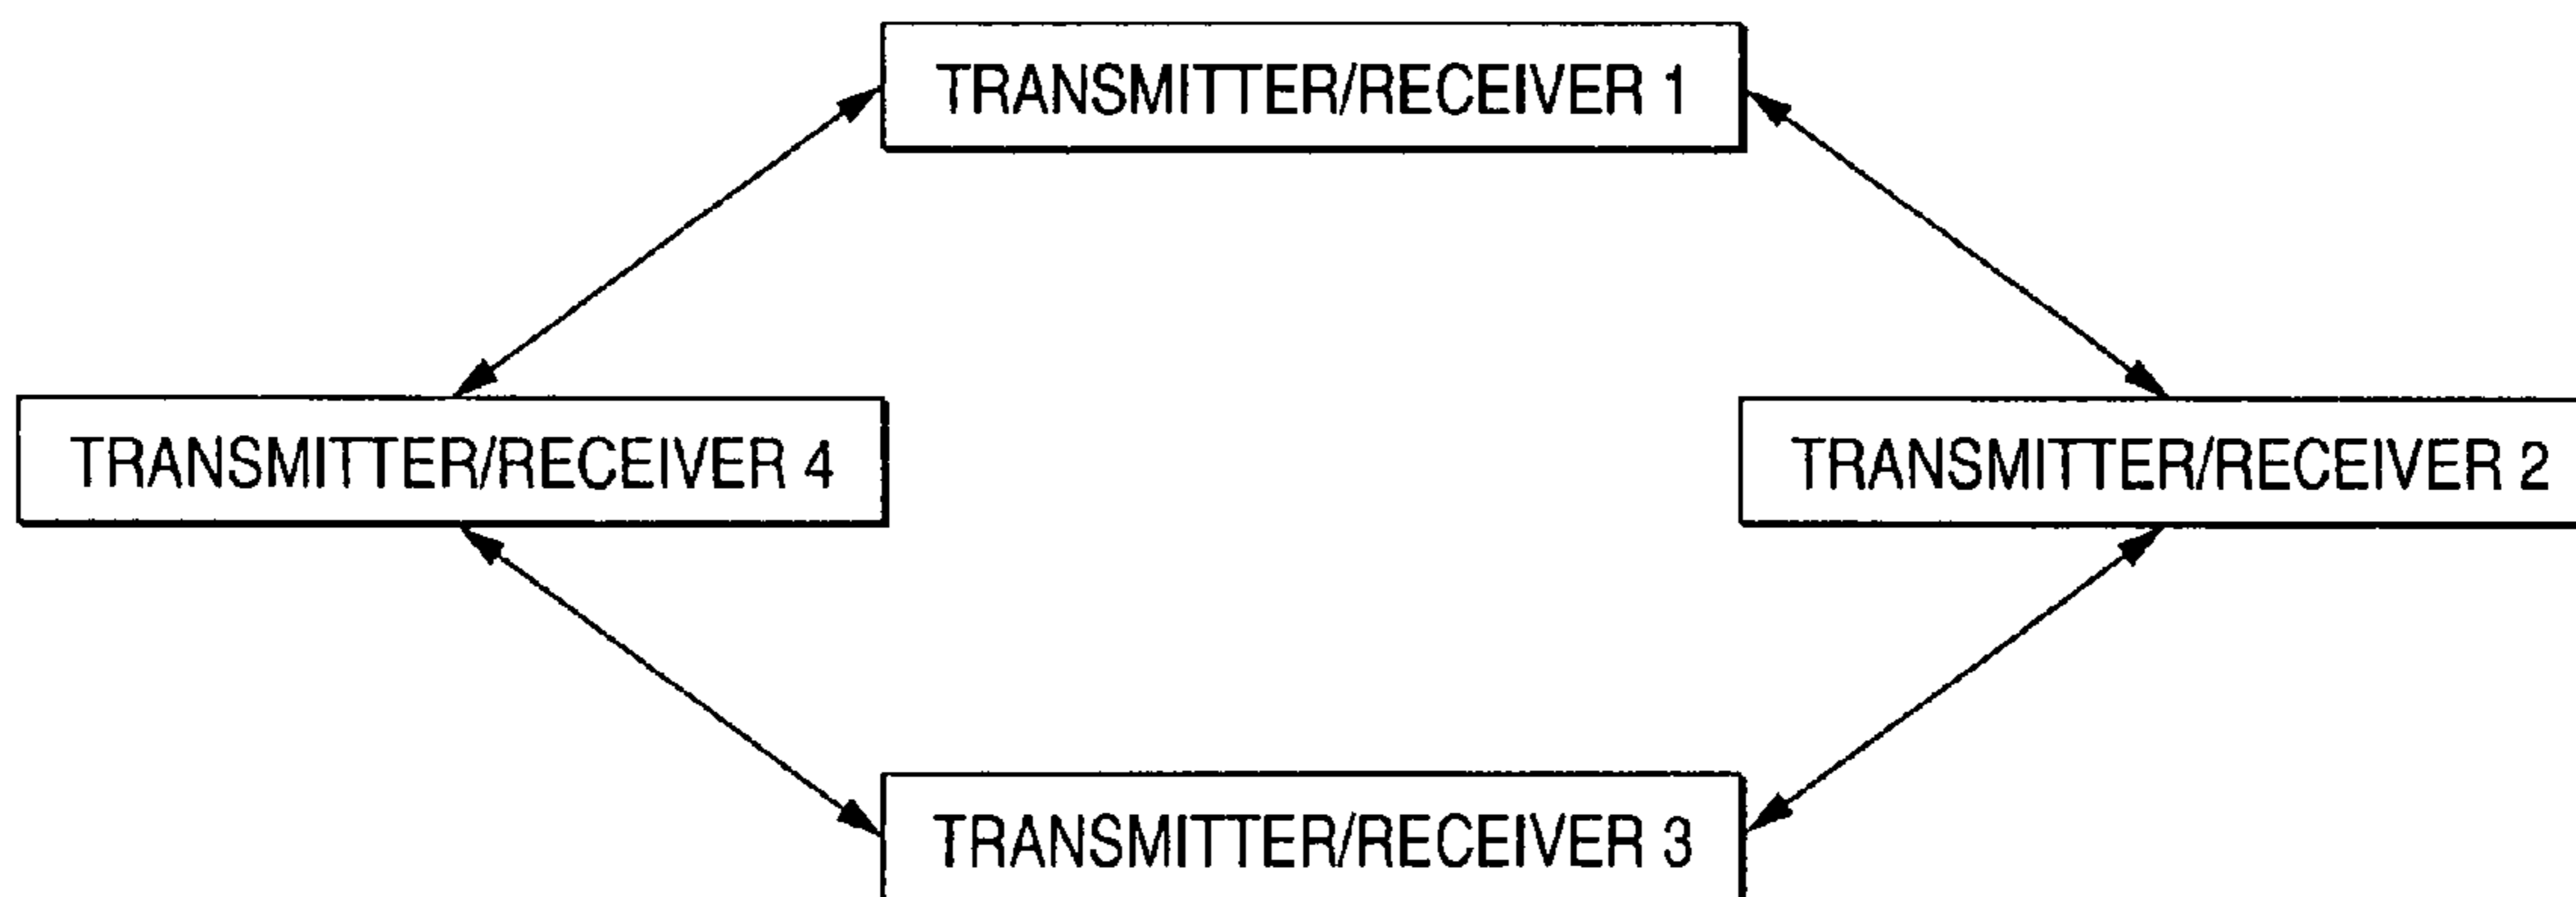 TRANSMITTER/RECEIVER 1
TRANSMITTER/RECEIVER 4
TRANSMITTER/RECEIVER 2
TRANSMITTER/RECEIVER 3